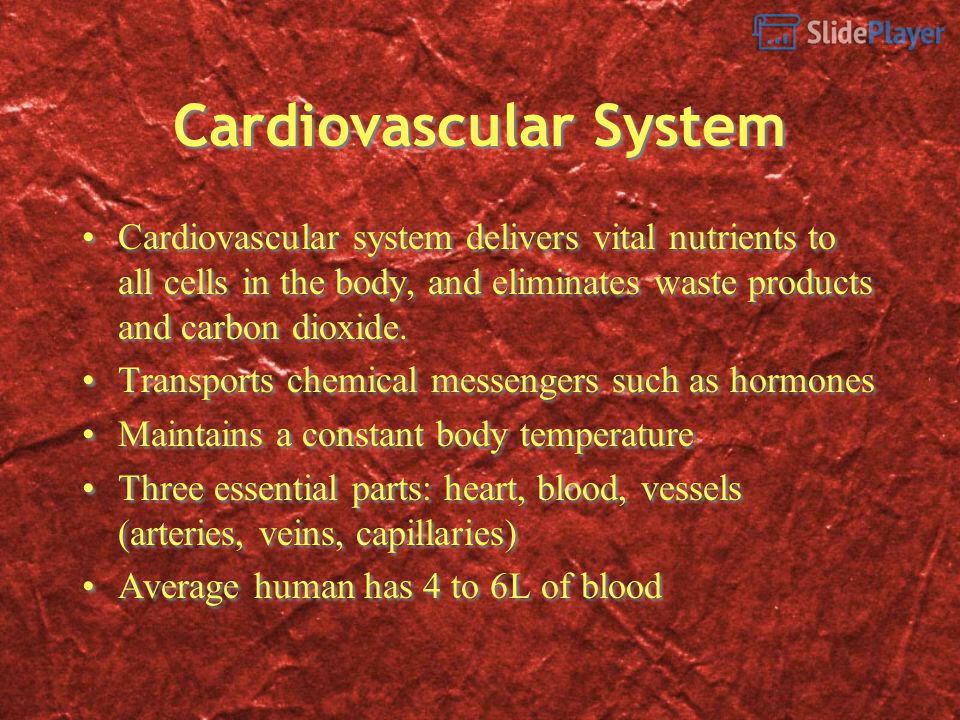 SlidePlayer
Cardiovascular System
• Cardiovascular system delivers vital nutrients to
all cells in the body, and eliminates waste products
and carbon dioxide.
• Transports chemical messengers such as hormones
• Maintains a constant body temperature
• Three essential parts: heart, blood, vessels
(arteries, veins, capillaries)
• Average human has 4 to 6L of blood